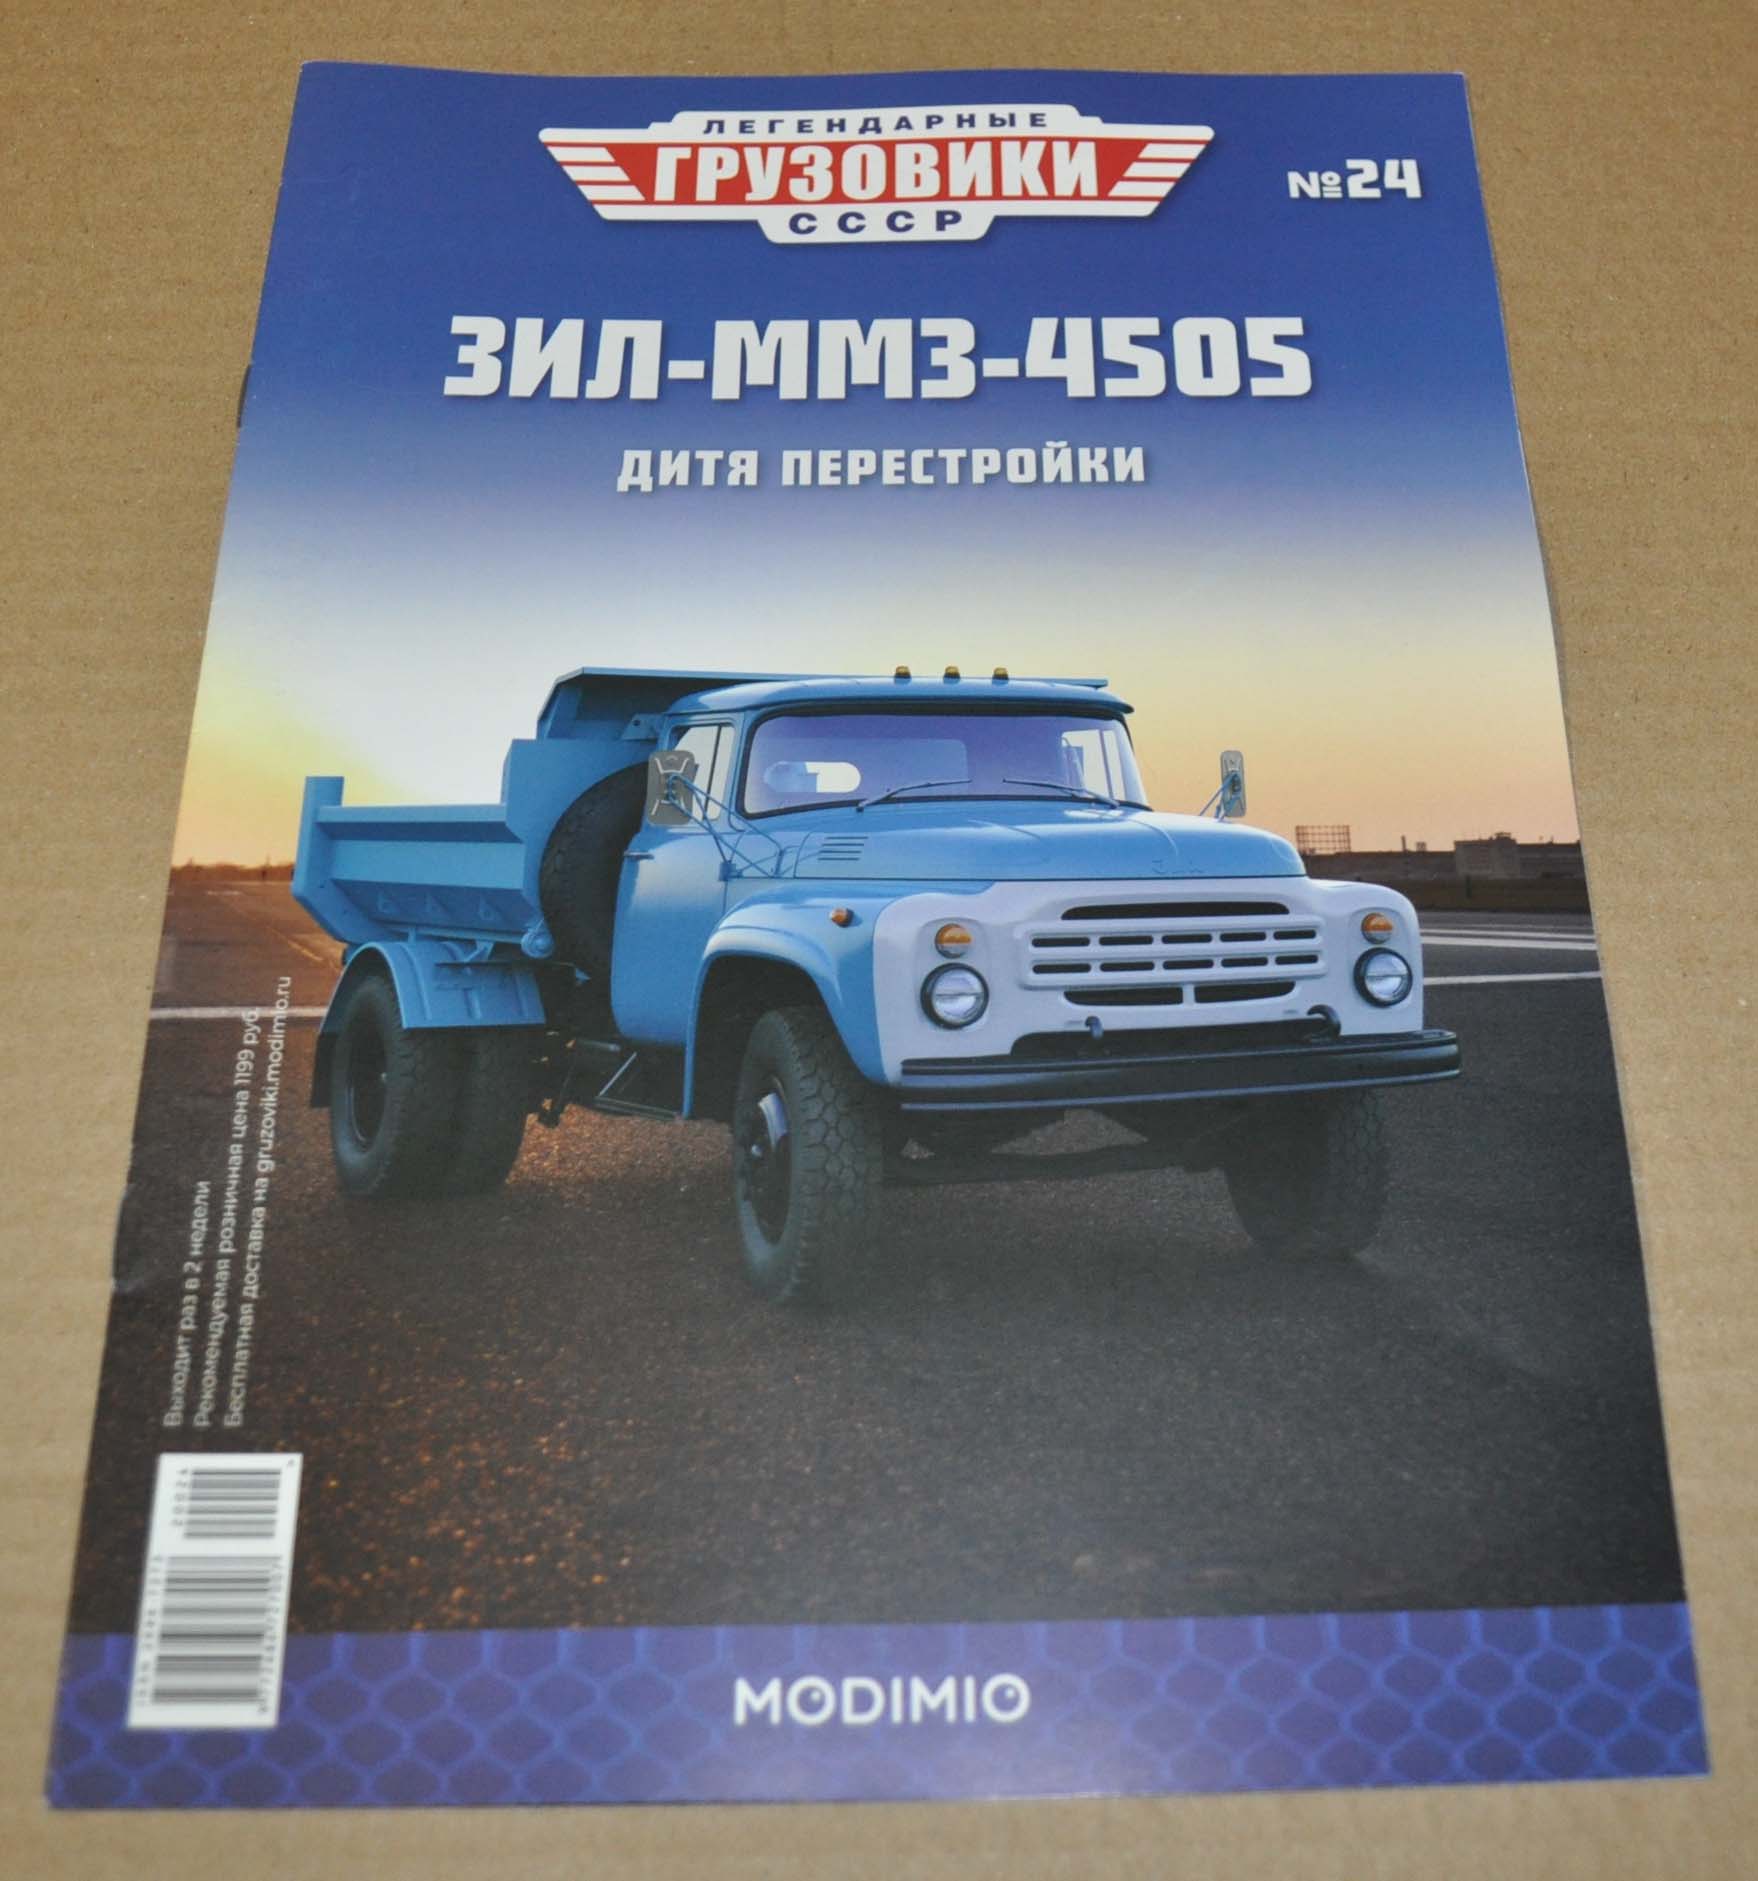 ЛЕГЕНДАРНЫЕ
ГРУЗОВИКИ
СССР
№24
ЗИЛ-ММЗ-4505
ДИТЯ ПЕРЕСТРОЙКИ
Выходит раз в 2 недели
Рекомендуемая розничная цена 1199 руб.
Бесплатная доставка на gruzoviki.modimio.ru
20024
MODIMIO